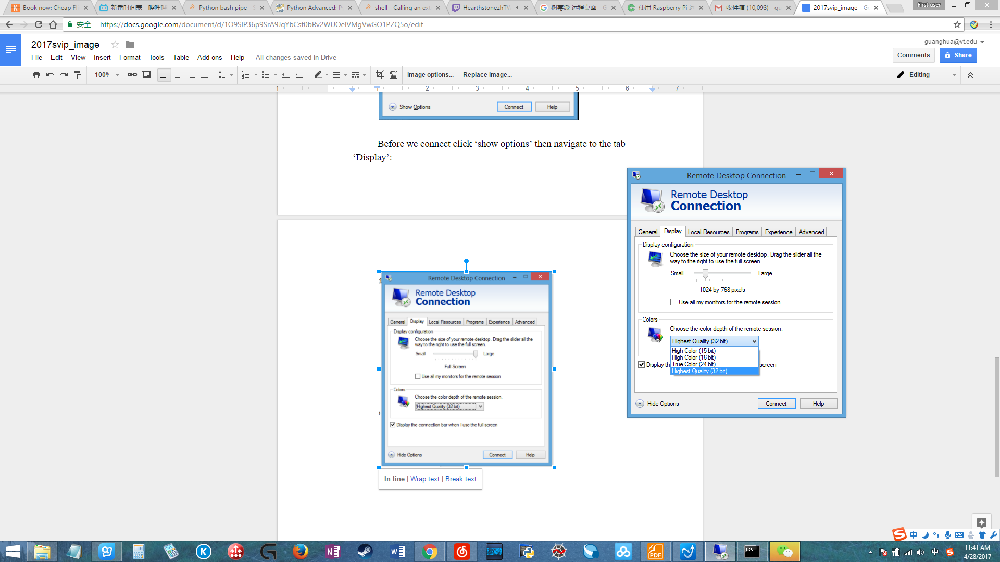 Book now: Cheap Fli
新番时间表 - 哔哩哔
Python bash pipe - S
Python Advanced: P
shell - Calling an ext
HearthstonezhTW
树莓派 远程桌面 - G
使用 Raspberry Pi 远
收件箱 (10,093) - gu
2017svip_image - G
First user
安全
https://docs.google.com/document/d/1O9SlP36p9SrA9JqYbCst0bRv2WUOelVMgVwGO1PZQ5o/edit
2017svip_image
guanghua@vt.edu
File Edit View Insert Format Tools Table Add-ons Help All changes saved in Drive
Comments
Share
100%
Image options...
Replace image...
Editing
1 1 2 3 4 5 6 7
Show Options
Connect
Help
Before we connect click ‘show options’ then navigate to the tab
‘Display’:
Remote Desktop Connection
Remote Desktop
Connection
General Display Local Resources Programs Experience Advanced
Display configuration
Choose the size of your remote desktop. Drag the slider all the
way to the right to use the full screen.
Small Large
Full Screen
Use all my monitors for the remote session
Colors
Choose the color depth of the remote session.
Highest Quality (32 bit)
Display the connection bar when I use the full screen
Hide Options
Connect
Help
In line | Wrap text | Break text
Remote Desktop Connection
Remote Desktop
Connection
General Display Local Resources Programs Experience Advanced
Display configuration
Choose the size of your remote desktop. Drag the slider all the
way to the right to use the full screen.
Small Large
1024 by 768 pixels
Use all my monitors for the remote session
Colors
Choose the color depth of the remote session.
Highest Quality (32 bit)
High Color (15 bit)
High Color (16 bit)
True Color (24 bit)
Highest Quality (32 bit)
Display the screen
Hide Options
Connect
Help
中
BLIZZARD
PDF
中
11:41 AM
4/28/2017